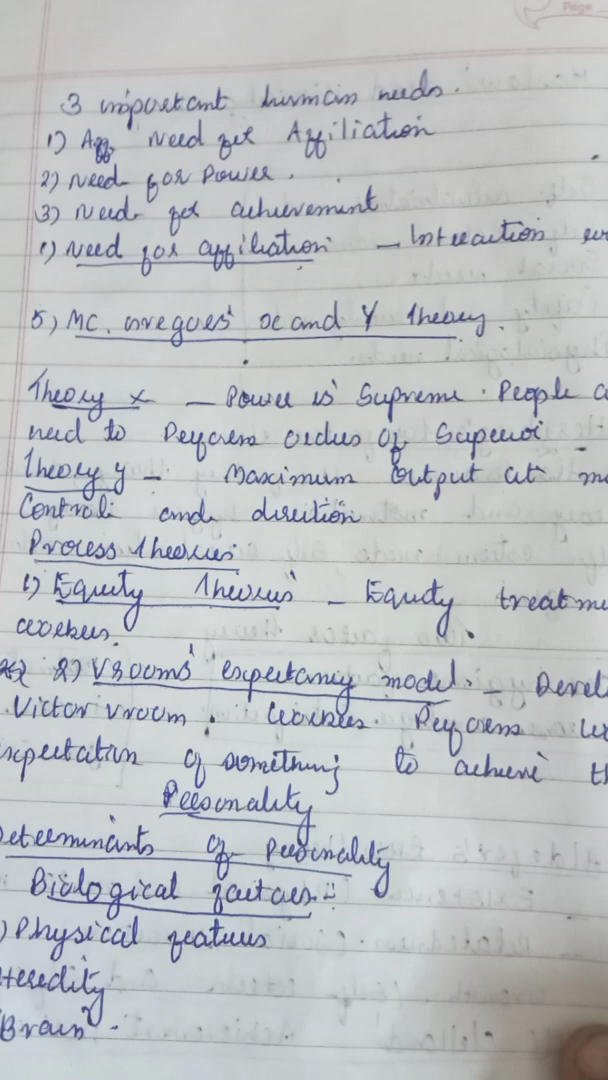 Page
3 important human needs.
1) Need for Affiliation
2) Need for Power.
3) Need for achievement
1) Need for affiliation - Interaction
5) MC. Gregores' x and Y theory.
Theory x - Power is Supreme. People
need to Perform orders of Superior
Theory y - Maximum output at
Control and direction
Process theories
1) Equity Theories - Equity
workers.
2) Vrooms' expectancy model. -
Victor Vroom. Workers Perform
expectation of something to achieve
Personality
Determinants of Personality
Biological factors:
) Physical features
Heredity
Brain